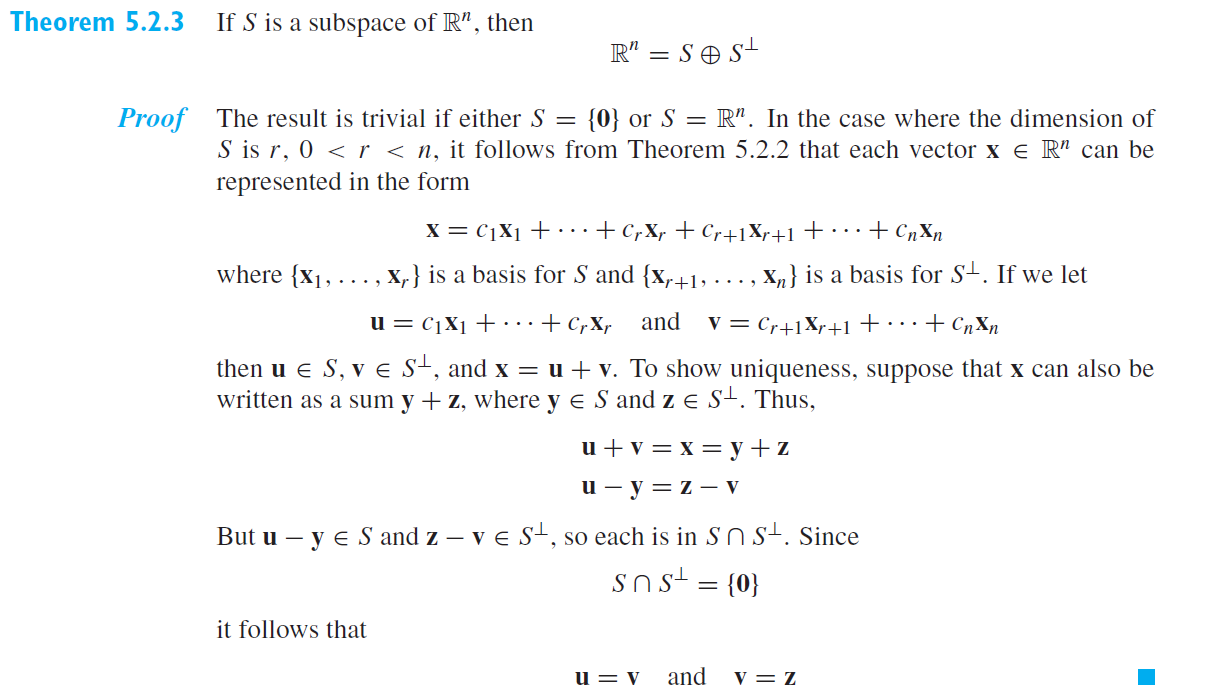 Theorem 5.2.3 If S is a subspace of ℝⁿ, then
ℝⁿ = S ⊕ S⊥
Proof The result is trivial if either S = {0} or S = ℝⁿ. In the case where the dimension of
S is r, 0 < r < n, it follows from Theorem 5.2.2 that each vector x ∈ ℝⁿ can be
represented in the form
x = c₁x₁ + · · · + cᵣxᵣ + cᵣ₊₁xᵣ₊₁ + · · · + cₙxₙ
where {x₁, . . . , xᵣ} is a basis for S and {xᵣ₊₁, . . . , xₙ} is a basis for S⊥. If we let
u = c₁x₁ + · · · + cᵣxᵣ and v = cᵣ₊₁xᵣ₊₁ + · · · + cₙxₙ
then u ∈ S, v ∈ S⊥, and x = u + v. To show uniqueness, suppose that x can also be
written as a sum y + z, where y ∈ S and z ∈ S⊥. Thus,
u + v = x = y + z
u − y = z − v
But u − y ∈ S and z − v ∈ S⊥, so each is in S ∩ S⊥. Since
S ∩ S⊥ = {0}
it follows that
u = v and v = z